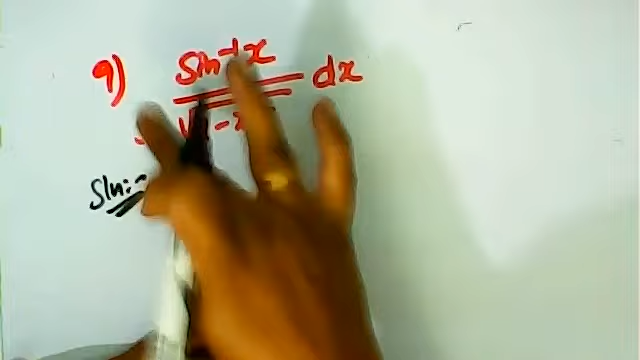 9) sin⁻¹x dx
√ - x
Sln:-